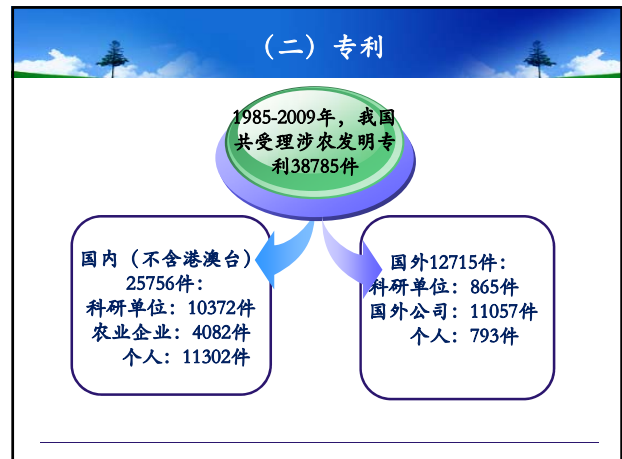 （二）专利
1985-2009年，我国
共受理涉农发明专
利38785件
国内（不含港澳台）
25756件：
科研单位：10372件
农业企业：4082件
个人：11302件
国外12715件：
科研单位：865件
国外公司：11057件
个人：793件